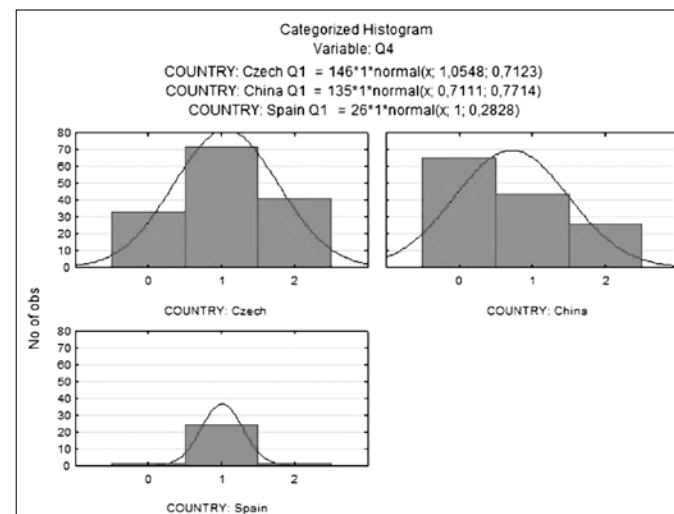 Categorized Histogram
Variable: Q4
COUNTRY: Czech Q1 = 146*1*normal(x; 1,0548; 0,7123)
COUNTRY: China Q1 = 135*1*normal(x; 0,7111; 0,7714)
COUNTRY: Spain Q1 = 26*1*normal(x; 1; 0,2828)
80
70
60
50
40
30
20
10
0
0 1 2
COUNTRY: Czech
0 1 2
COUNTRY: China
No of obs
80
70
60
50
40
30
20
10
0
0 1 2
COUNTRY: Spain